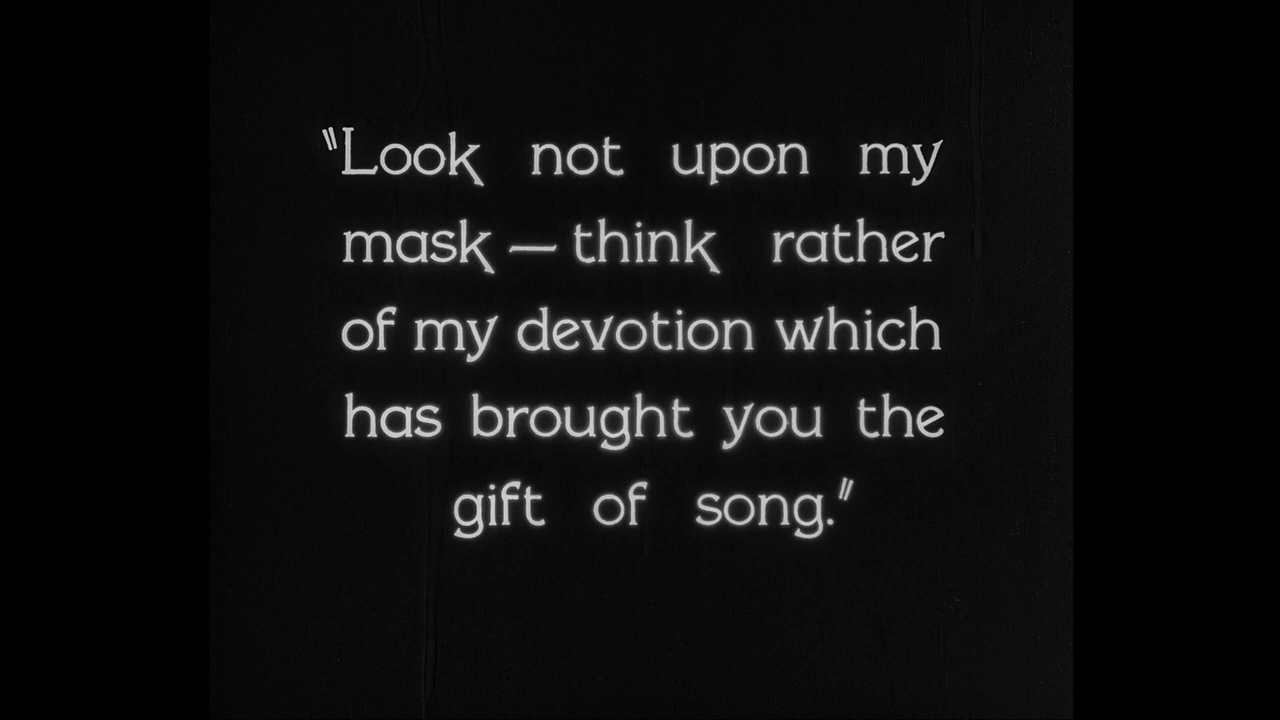 "Look not upon my
mask — think rather
of my devotion which
has brought you the
gift of song."